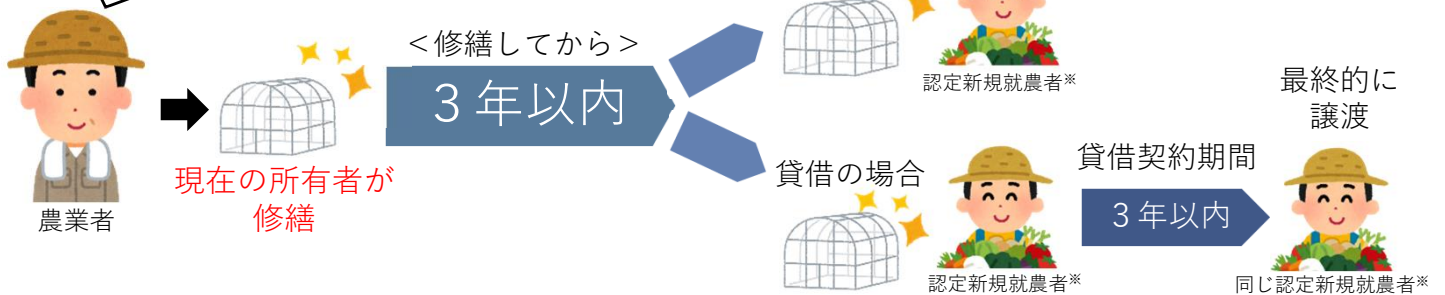 <修繕してから>
3年以内
現在の所有者が
修繕
農業者
認定新規就農者※
貸借の場合
認定新規就農者※
貸借契約期間
3年以内
最終的に
譲渡
同じ認定新規就農者※